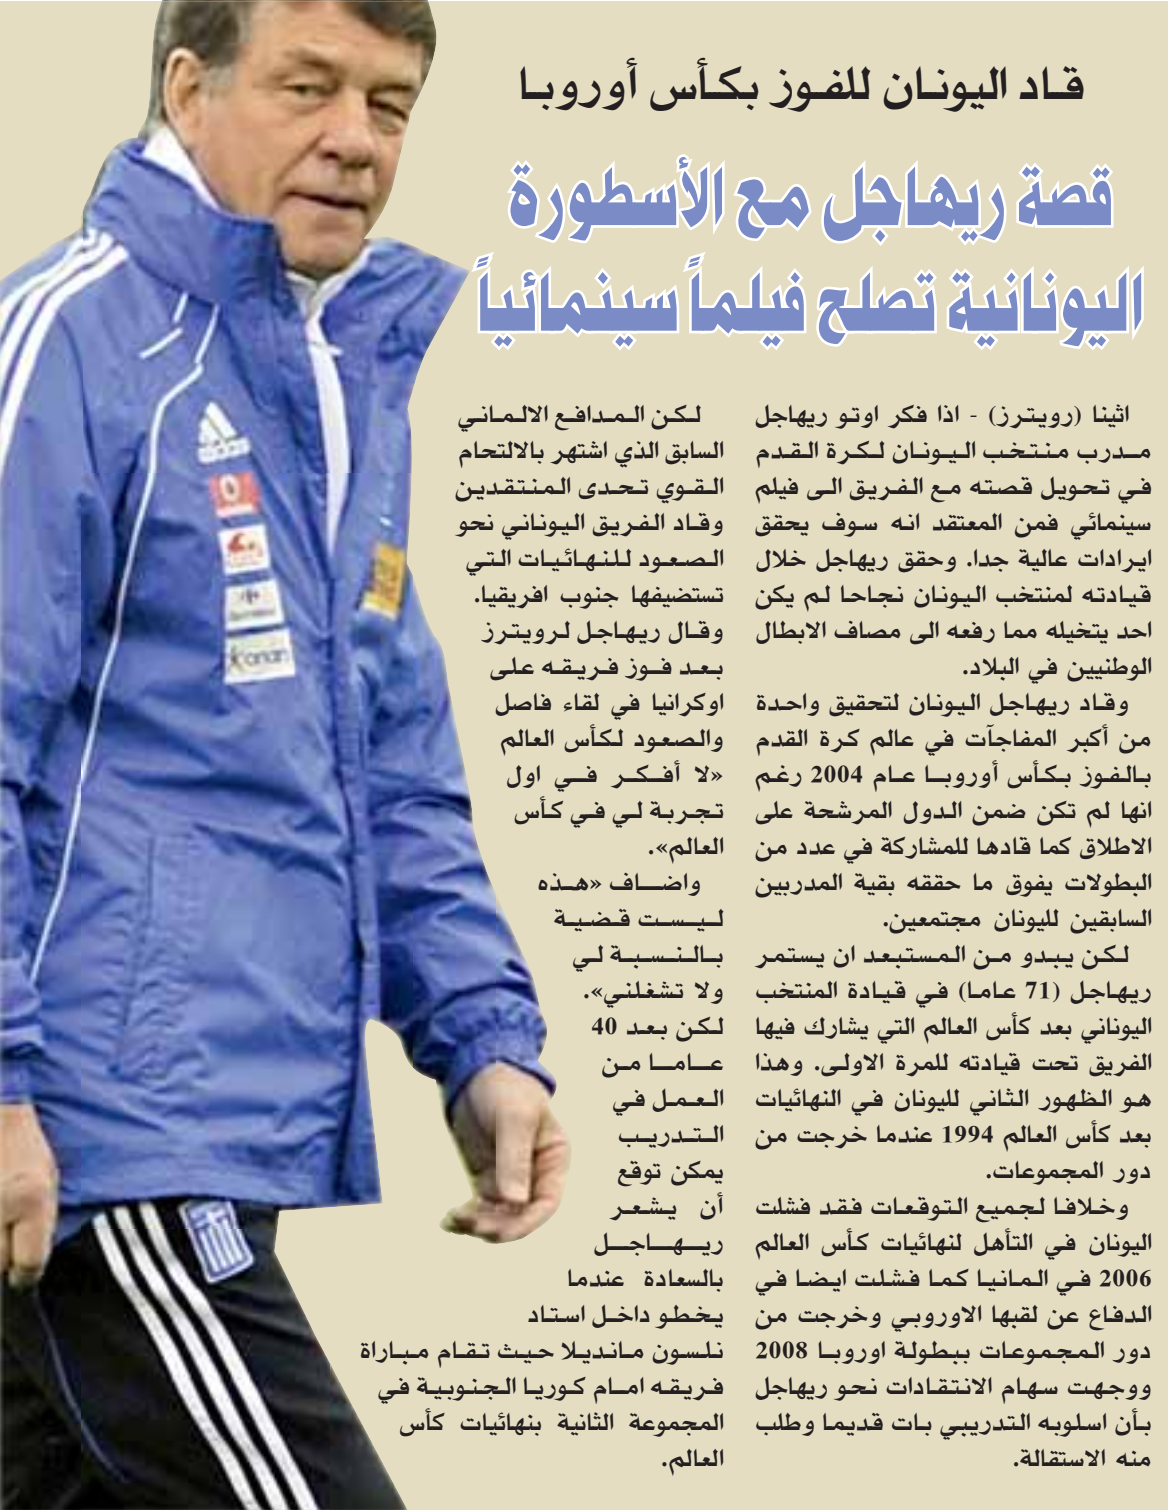 قاد اليونان للفوز بكأس أوروبا
قصة ريهاجل مع الأسطورة
اليونانية تصلح فيلماً سينمائياً
اثينا (رويترز) - اذا فكر اوتو ريهاجل
مدرب منتخب اليونان لكرة القدم
في تحويل قصته مع الفريق الى فيلم
سينمائي فمن المعتقد انه سوف يحقق
ايرادات عالية جدا. وحقق ريهاجل خلال
قيادته لمنتخب اليونان نجاحا لم يكن
احد يتخيله مما رفعه الى مصاف الابطال
الوطنيين في البلاد.
وقاد ريهاجل اليونان لتحقيق واحدة
من أكبر المفاجآت في عالم كرة القدم
بالفوز بكأس أوروبا عام 2004 رغم
انها لم تكن ضمن الدول المرشحة على
الاطلاق كما قادها للمشاركة في عدد من
البطولات يفوق ما حققه بقية المدربين
السابقين لليونان مجتمعين.
لكن يبدو من المستبعد ان يستمر
ريهاجل (71 عاما) في قيادة المنتخب
اليوناني بعد كأس العالم التي يشارك فيها
الفريق تحت قيادته للمرة الاولى. وهذا
هو الظهور الثاني لليونان في النهائيات
بعد كأس العالم 1994 عندما خرجت من
دور المجموعات.
وخلافا لجميع التوقعات فقد فشلت
اليونان في التأهل لنهائيات كأس العالم
2006 في المانيا كما فشلت ايضا في
الدفاع عن لقبها الاوروبي وخرجت من
دور المجموعات ببطولة اوروبا 2008
ووجهت سهام الانتقادات نحو ريهاجل
بأن اسلوبه التدريبي بات قديما وطلب
منه الاستقالة.
لكن المدافع الالماني
السابق الذي اشتهر بالالتحام
القوي تحدى المنتقدين
وقاد الفريق اليوناني نحو
الصعود للنهائيات التي
تستضيفها جنوب افريقيا.
وقال ريهاجل لرويترز
بعد فوز فريقه على
اوكرانيا في لقاء فاصل
والصعود لكأس العالم
«لا أفكر في اول
تجربة لي في كأس
العالم».
واضاف «هذه
ليست قضية
بالنسبة لي
ولا تشغلني».
لكن بعد 40
عاما من
العمل في
التدريب
يمكن توقع
أن يشعر
ريهاجل
بالسعادة عندما
يخطو داخل استاد
نلسون مانديلا حيث تقام مباراة
فريقه امام كوريا الجنوبية في
المجموعة الثانية بنهائيات كأس
العالم.